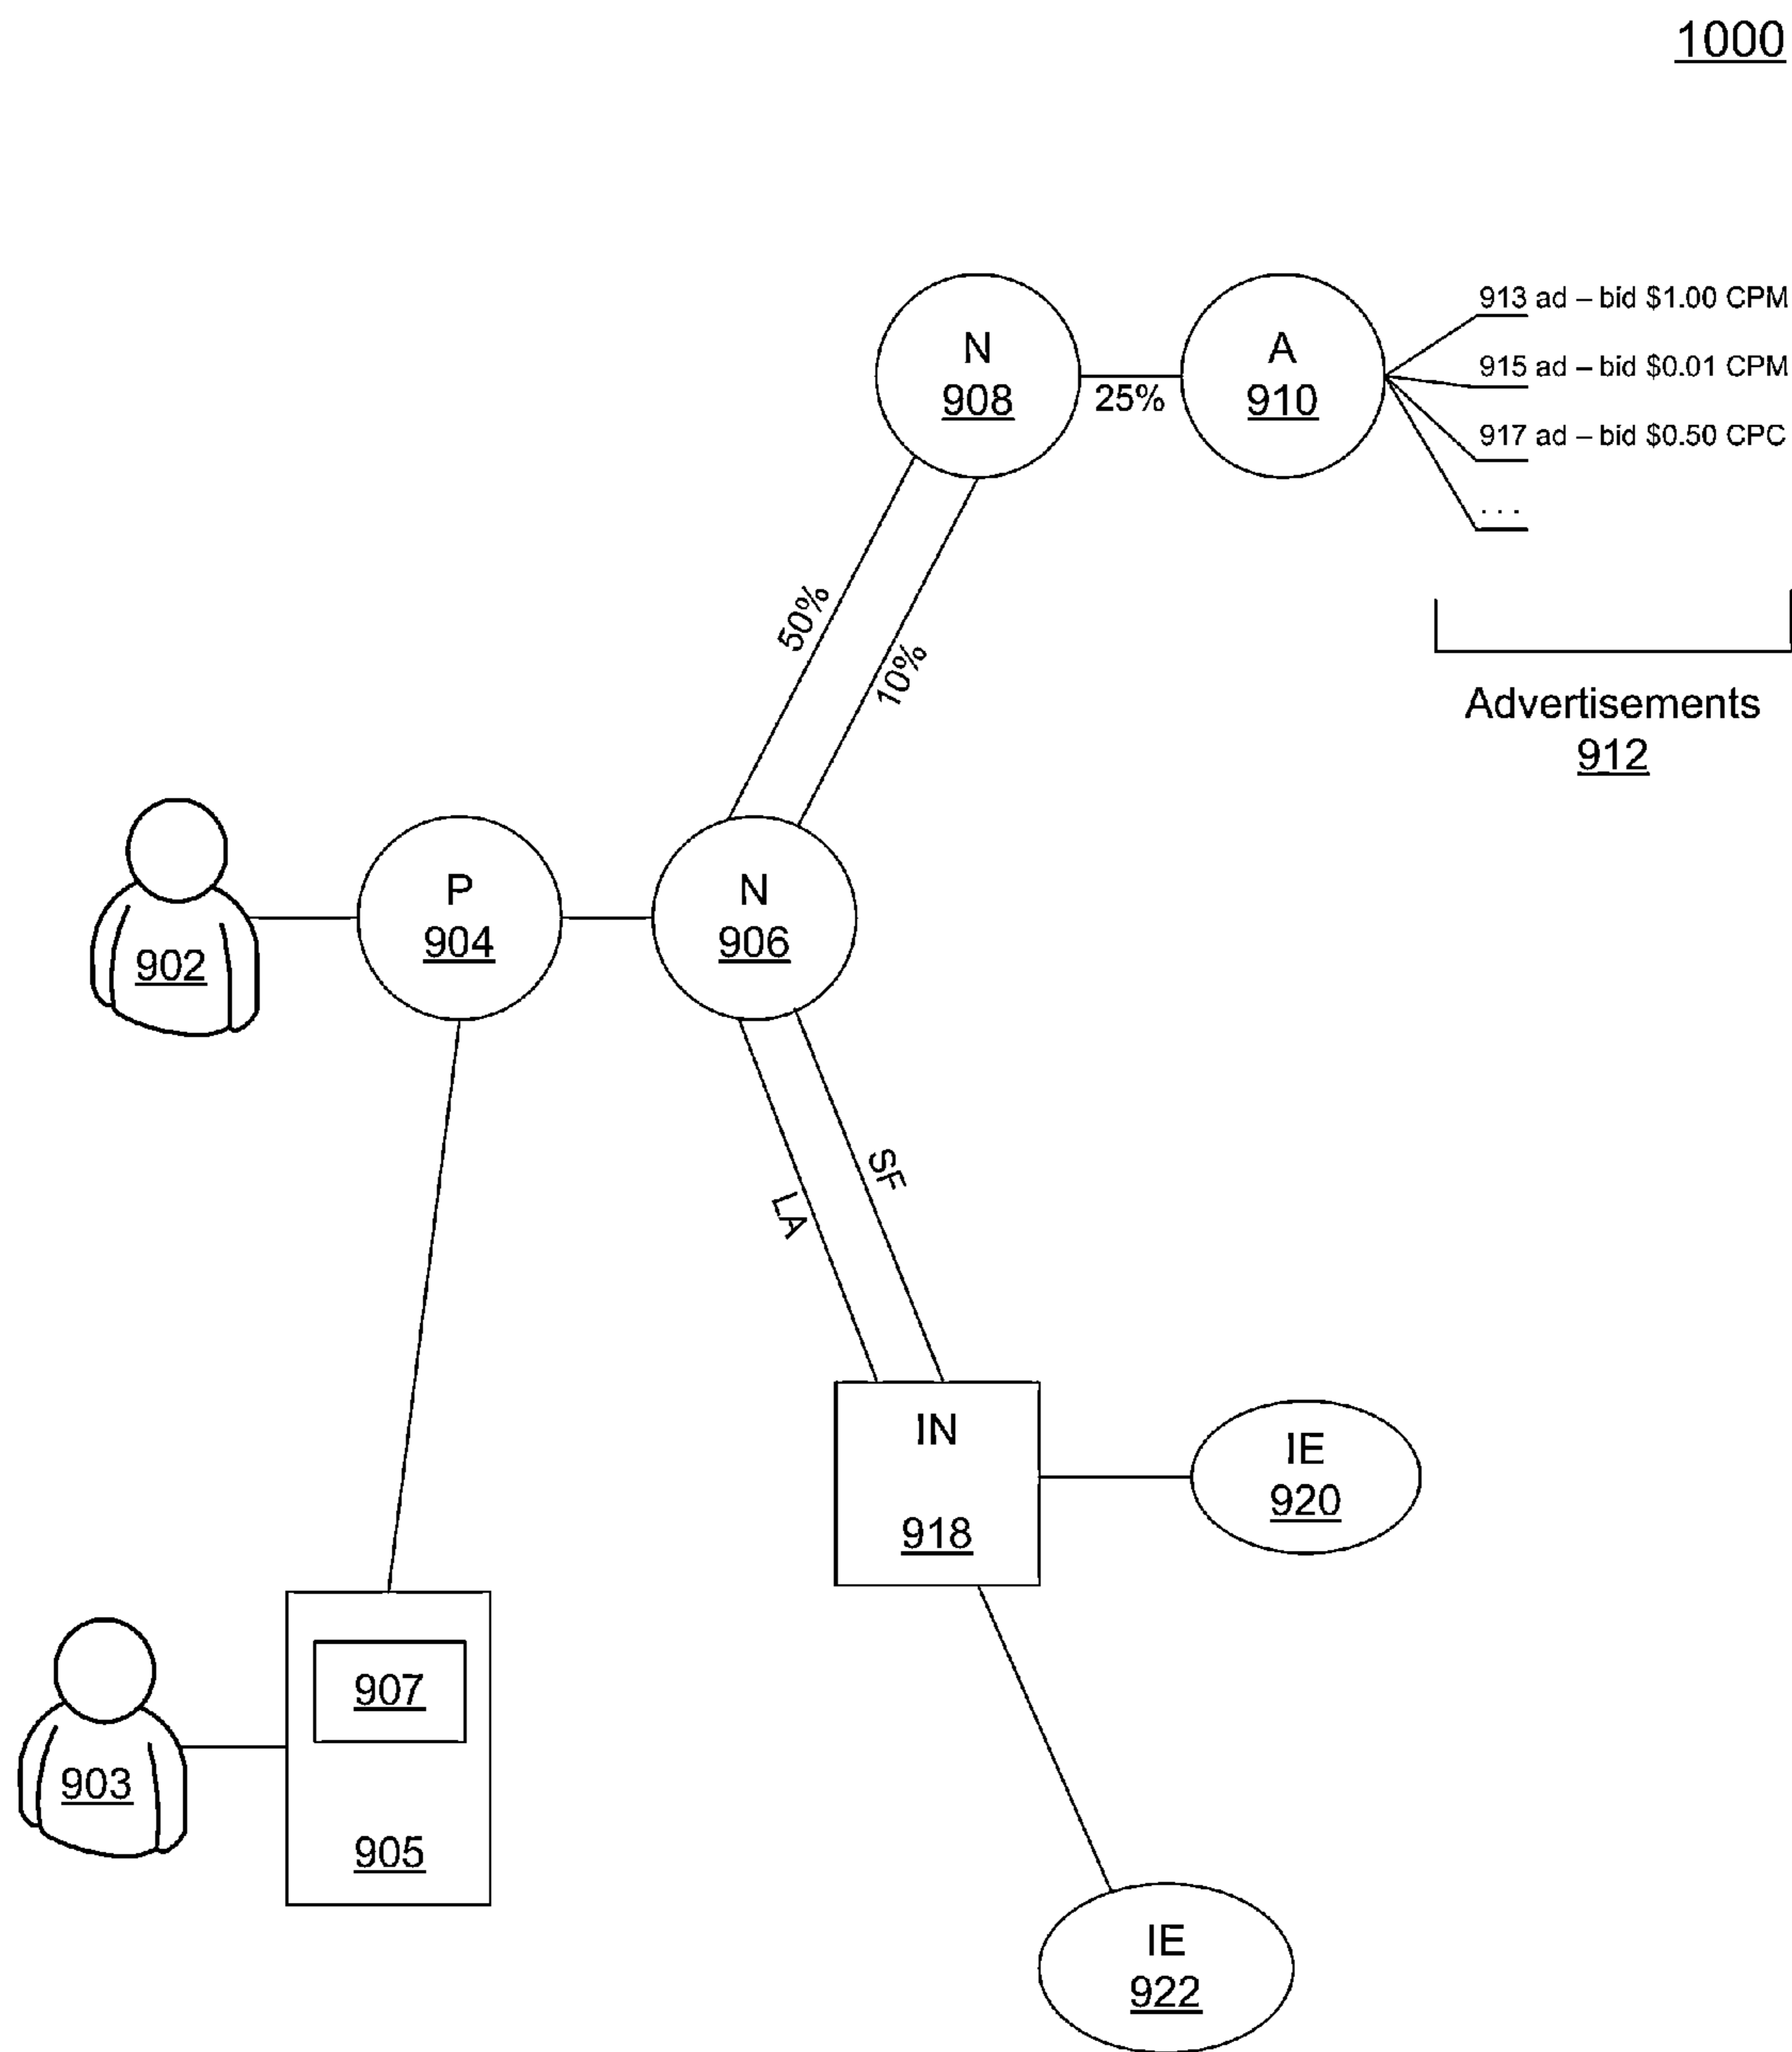 1000
N
908
25%
A
910
913 ad – bid $1.00 CPM
915 ad – bid $0.01 CPM
917 ad – bid $0.50 CPC
. . .
50%
10%
Advertisements
912
902
P
904
N
906
LA
SF
IN
918
IE
920
903
907
905
IE
922